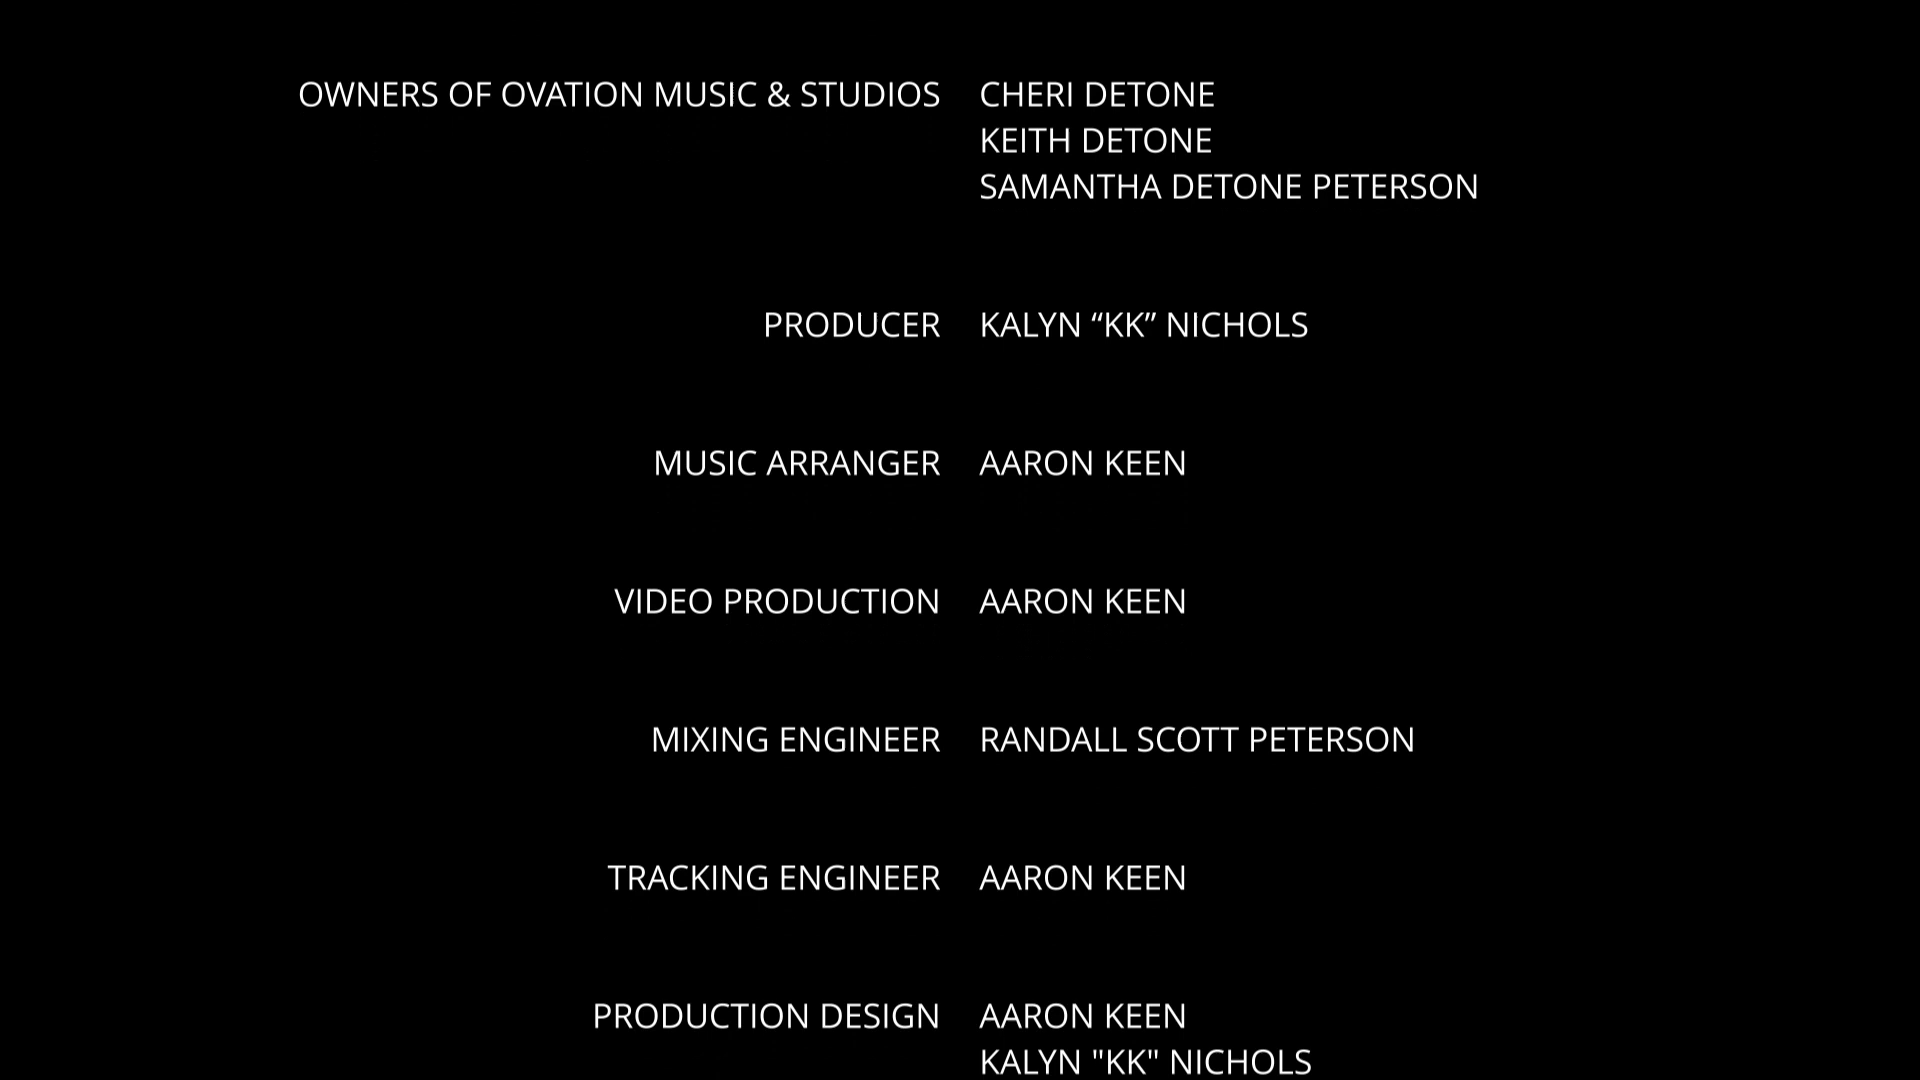 OWNERS OF OVATION MUSIC & STUDIOS CHERI DETONE
KEITH DETONE
SAMANTHA DETONE PETERSON
PRODUCER KALYN “KK” NICHOLS
MUSIC ARRANGER AARON KEEN
VIDEO PRODUCTION AARON KEEN
MIXING ENGINEER RANDALL SCOTT PETERSON
TRACKING ENGINEER AARON KEEN
PRODUCTION DESIGN AARON KEEN
KALYN "KK" NICHOLS